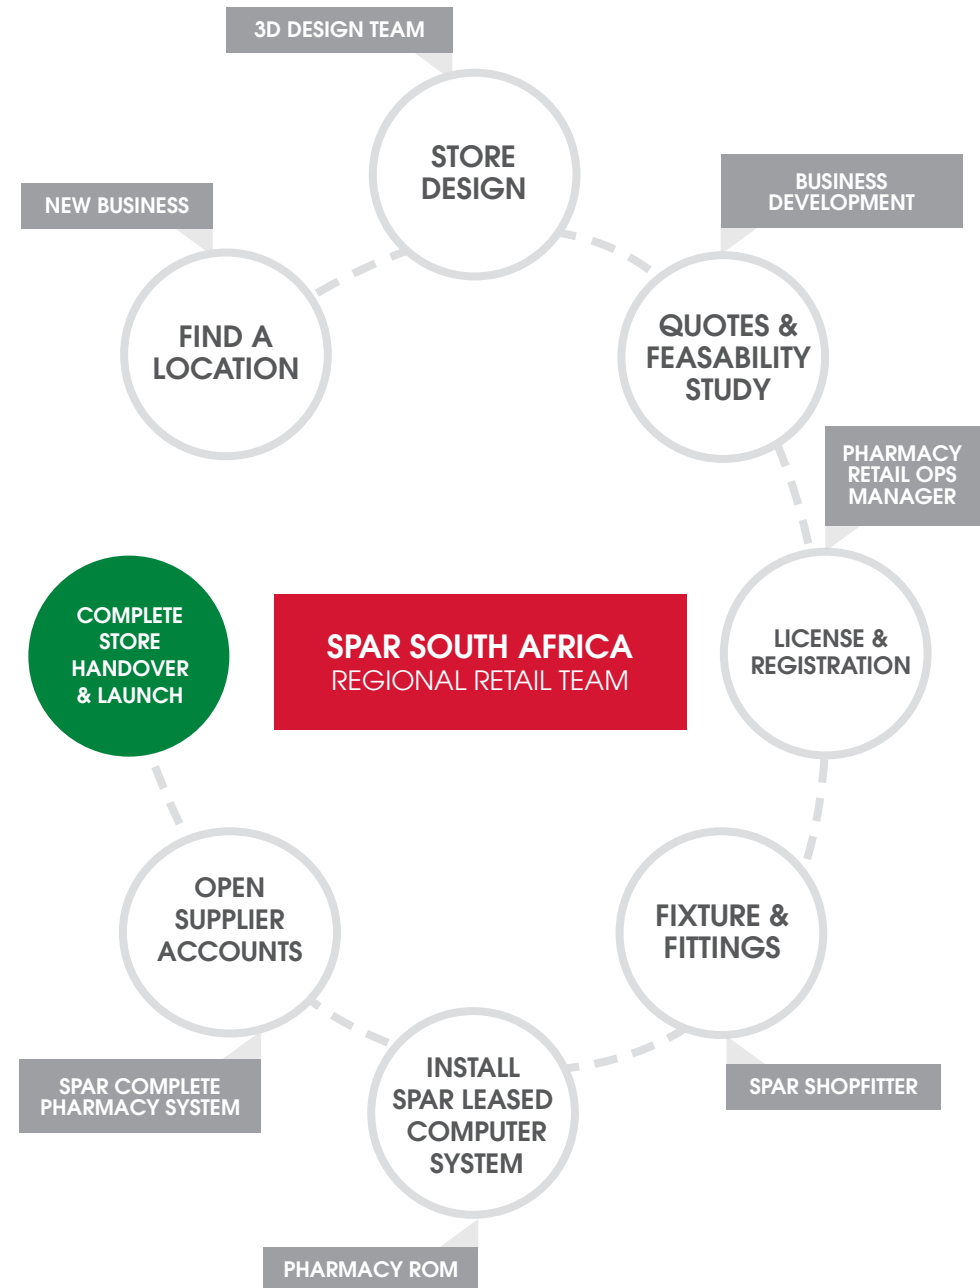 3D DESIGN TEAM
STORE
DESIGN
NEW BUSINESS
FIND A
LOCATION
BUSINESS
DEVELOPMENT
QUOTES &
FEASABILITY
STUDY
PHARMACY
RETAIL OPS
MANAGER
LICENSE &
REGISTRATION
COMPLETE
STORE
HANDOVER
& LAUNCH
SPAR SOUTH AFRICA
REGIONAL RETAIL TEAM
OPEN
SUPPLIER
ACCOUNTS
SPAR COMPLETE
PHARMACY SYSTEM
FIXTURE &
FITTINGS
SPAR SHOPFITTER
INSTALL
SPAR LEASED
COMPUTER
SYSTEM
PHARMACY ROM